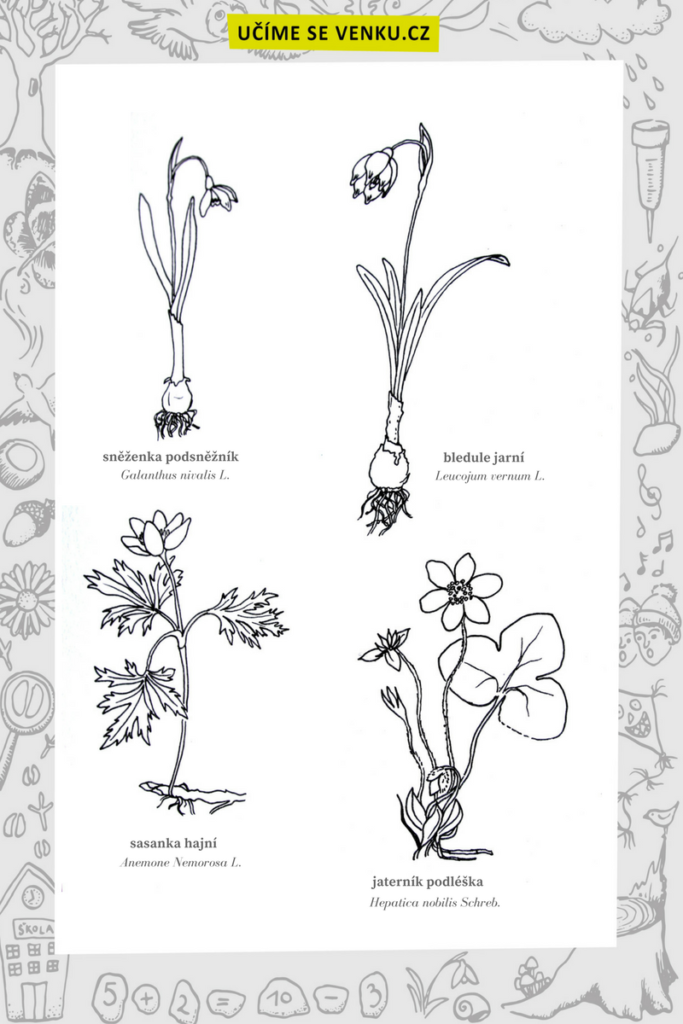 UČÍME SE VENKU.CZ
sněženka podsněžník
Galanthus nivalis L.
bledule jarní
Leucojum vernum L.
sasanka hajní
Anemone Nemorosa L.
jaterník podléška
Hepatica nobilis Schreb.
ŠKOLA
5 + 2 = 10 - 3